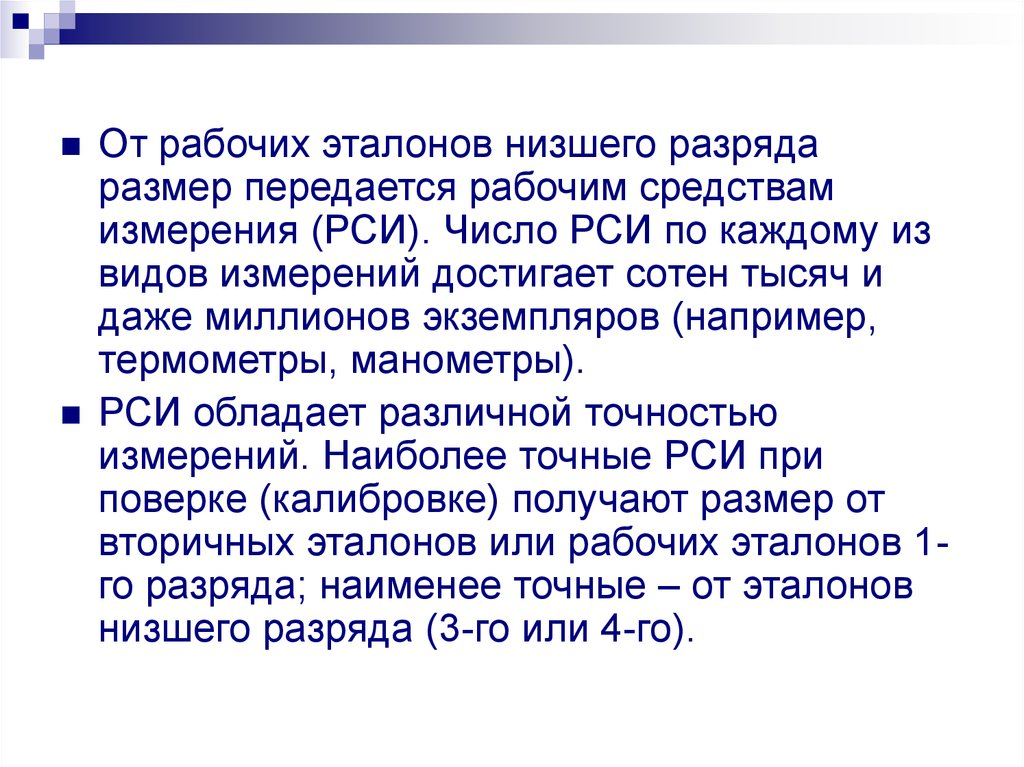 От рабочих эталонов низшего разряда
размер передается рабочим средствам
измерения (РСИ). Число РСИ по каждому из
видов измерений достигает сотен тысяч и
даже миллионов экземпляров (например,
термометры, манометры).
РСИ обладает различной точностью
измерений. Наиболее точные РСИ при
поверке (калибровке) получают размер от
вторичных эталонов или рабочих эталонов 1-
го разряда; наименее точные – от эталонов
низшего разряда (3-го или 4-го).